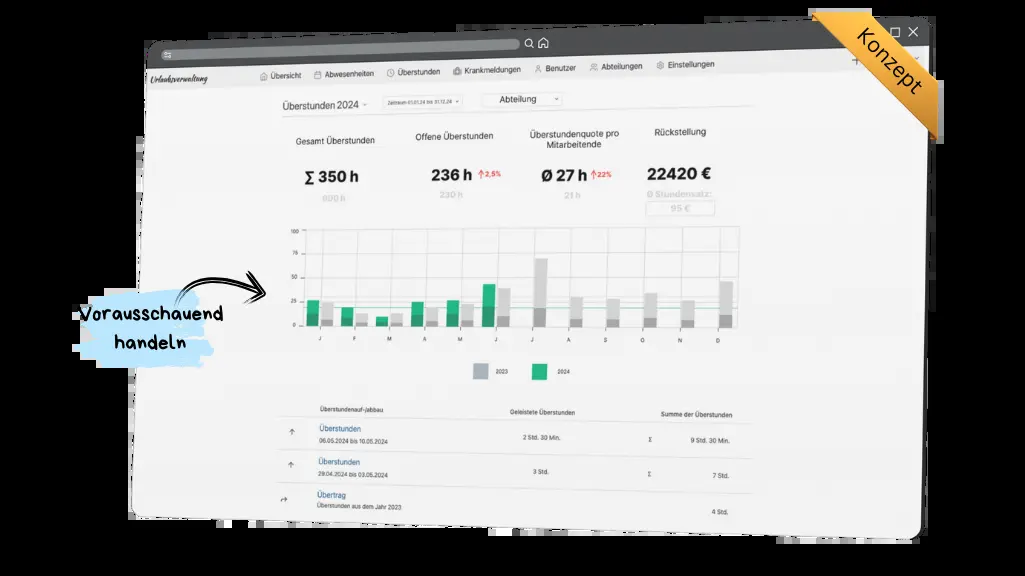 Konzept
Urlaubsverwaltung
Übersicht Abwesenheiten Überstunden Krankmeldungen Benutzer Abteilungen Einstellungen
Überstunden 2024 Zeitraum 01.01.24 bis 31.12.24 Abteilung
Gesamt Überstunden Offene Überstunden Überstundenquote pro Mitarbeitende Rückstellung
Σ 350 h 236 h ↑2,5% Ø 27 h ↑22% 22420 €
600 h 230 h 21 h Ø Stundensatz:
95 €
100
75
50
25
0
J F M A M J J A S O N D
Vorausschauend
handeln
2023 2024
Überstundenauf-/abbau Geleistete Überstunden Summe der Überstunden
Überstunden
06.05.2024 bis 10.05.2024 2 Std. 30 Min. Σ 9 Std. 30 Min.
Überstunden
29.04.2024 bis 03.05.2024 3 Std. Σ 7 Std.
Übertrag
Überstunden aus dem Jahr 2023 4 Std.